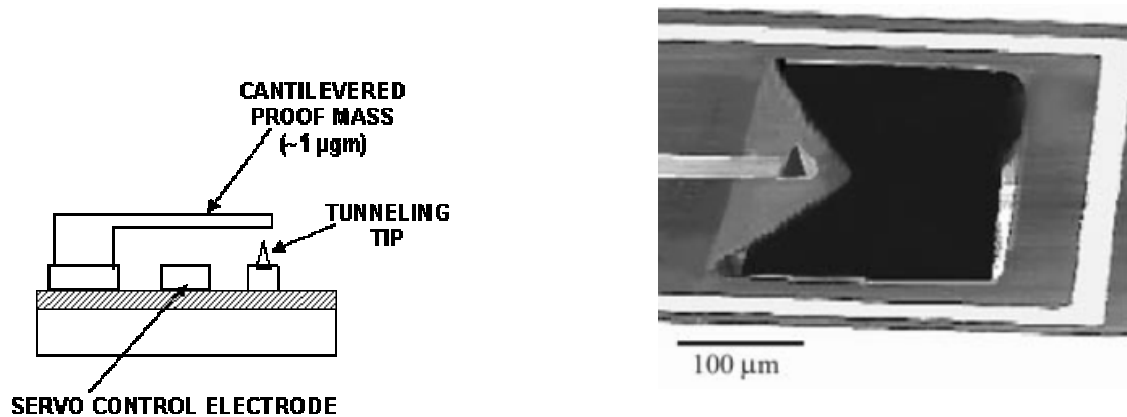 CANTILEVERED
PROOF MASS
(~1 µgm)
TUNNELING
TIP
SERVO CONTROL ELECTRODE
100 µm